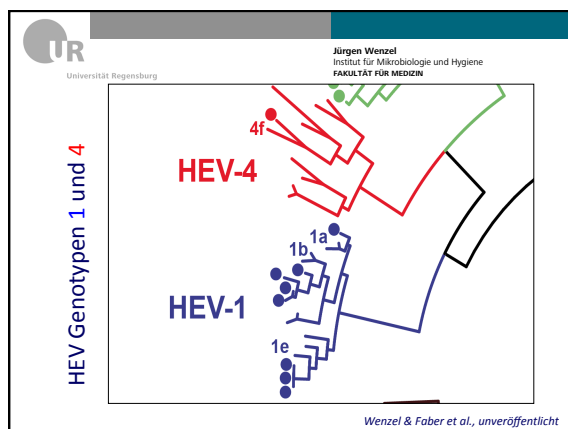 UR
Universität Regensburg
Jürgen Wenzel
Institut für Mikrobiologie und Hygiene
FAKULTÄT FÜR MEDIZIN
HEV Genotypen 1 und 4
4f
HEV-4
1a
1b
HEV-1
1e
Wenzel & Faber et al., unveröffentlicht